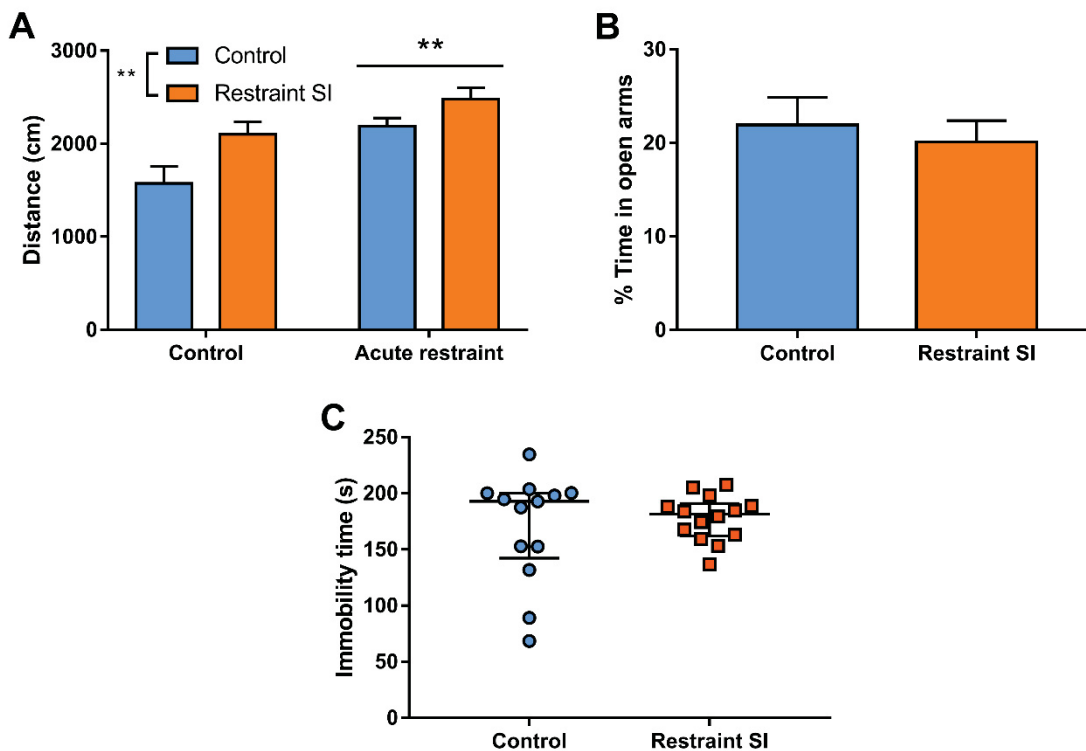 A
Distance (cm)
3000
2000
1000
0
**
Control
Restraint SI
**
Control
Acute restraint
B
% Time in open arms
30
20
10
0
Control
Restraint SI
C
Immobility time (s)
250
200
150
100
50
0
Control
Restraint SI